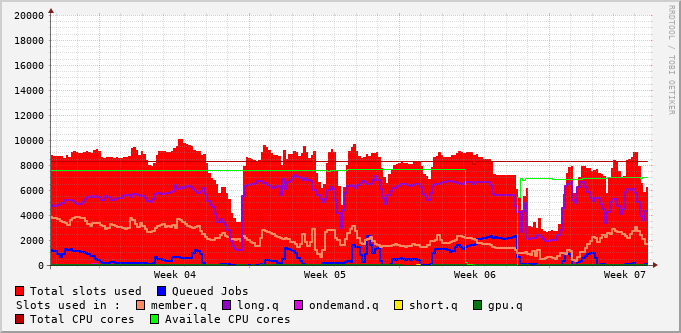 20000
18000
16000
14000
12000
10000
8000
6000
4000
2000
0
Week 04 Week 05 Week 06 Week 07
RRDTOOL / TOBI OETIKER
Total slots used Queued Jobs
Slots used in : member.q long.q ondemand.q short.q gpu.q
Total CPU cores Availale CPU cores